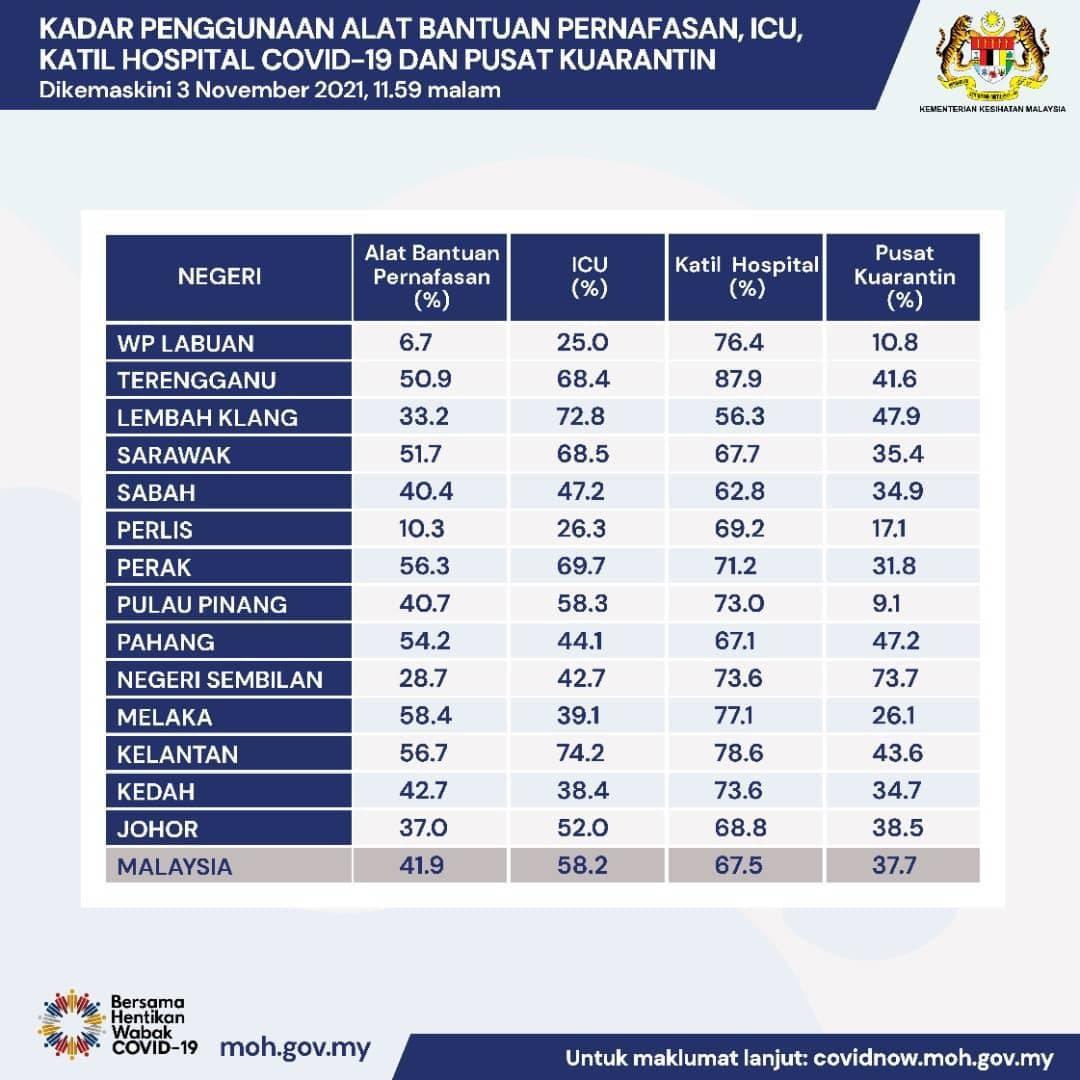 KADAR PENGGUNAAN ALAT BANTUAN PERNAFASAN, ICU,
KATIL HOSPITAL COVID-19 DAN PUSAT KUARANTIN
Dikemaskini 3 November 2021, 11.59 malam
KEMENTERIAN KESIHATAN MALAYSIA
NEGERI
Alat Bantuan
Pernafasan
(%)
ICU
(%)
Katil Hospital
(%)
Pusat
Kuarantin
(%)
WP LABUAN 6.7 25.0 76.4 10.8
TERENGGANU 50.9 68.4 87.9 41.6
LEMBAH KLANG 33.2 72.8 56.3 47.9
SARAWAK 51.7 68.5 67.7 35.4
SABAH 40.4 47.2 62.8 34.9
PERLIS 10.3 26.3 69.2 17.1
PERAK 56.3 69.7 71.2 31.8
PULAU PINANG 40.7 58.3 73.0 9.1
PAHANG 54.2 44.1 67.1 47.2
NEGERI SEMBILAN 28.7 42.7 73.6 73.7
MELAKA 58.4 39.1 77.1 26.1
KELANTAN 56.7 74.2 78.6 43.6
KEDAH 42.7 38.4 73.6 34.7
JOHOR 37.0 52.0 68.8 38.5
MALAYSIA 41.9 58.2 67.5 37.7
Bersama
Hentikan
Wabak
COVID-19
moh.gov.my
Untuk maklumat lanjut: covidnow.moh.gov.my